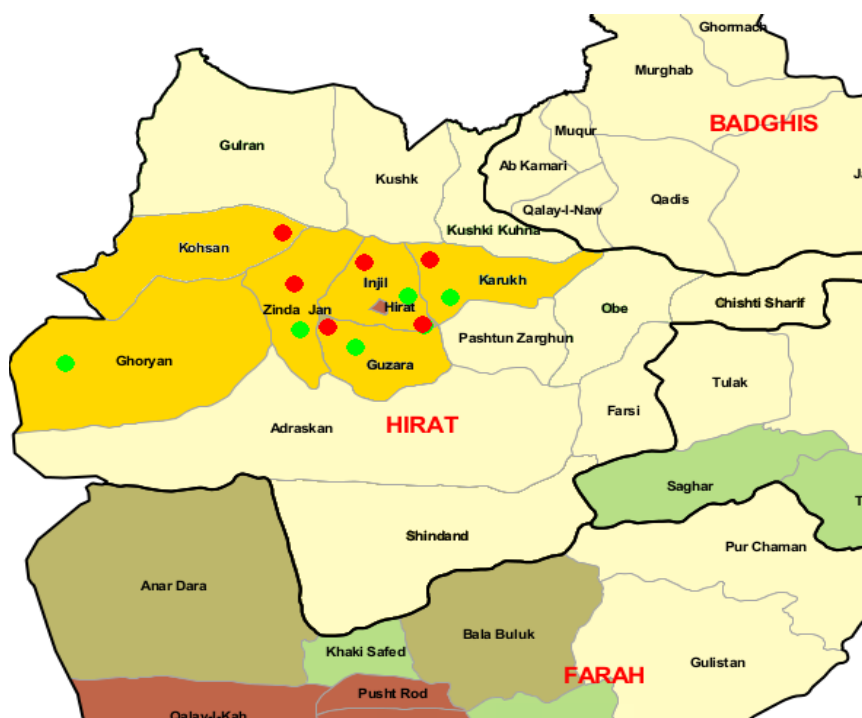 Ghormach
Murghab
BADGHIS
Muqur
Gulran
Ab Kamari
Kushk
Qadis
Qalay-I-Naw
Kushki Kuhna
Kohsan
Injil
Karukh
Chishti Sharif
Hirat
Obe
Zinda Jan
Pashtun Zarghun
Ghoryan
Guzara
Tulak
Farsi
Adraskan
HIRAT
Saghar
Shindand
Pur Chaman
Anar Dara
Bala Buluk
Khaki Safed
Gulistan
FARAH
Pusht Rod
Qalay-I-Kah